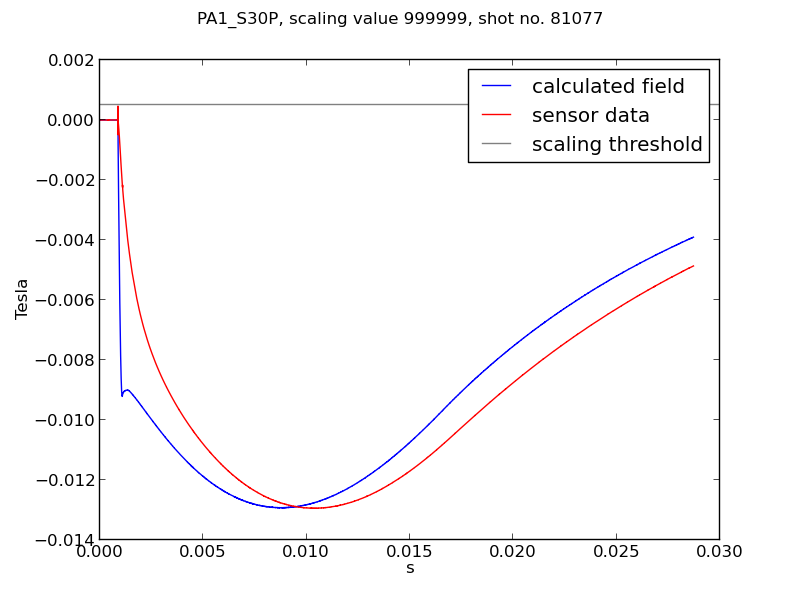 PA1_S30P, scaling value 999999, shot no. 81077
calculated field
sensor data
scaling threshold
0.002
0.000
−0.002
−0.004
−0.006
−0.008
−0.010
−0.012
−0.014
Tesla
0.000
0.005
0.010
0.015
0.020
0.025
0.030
s